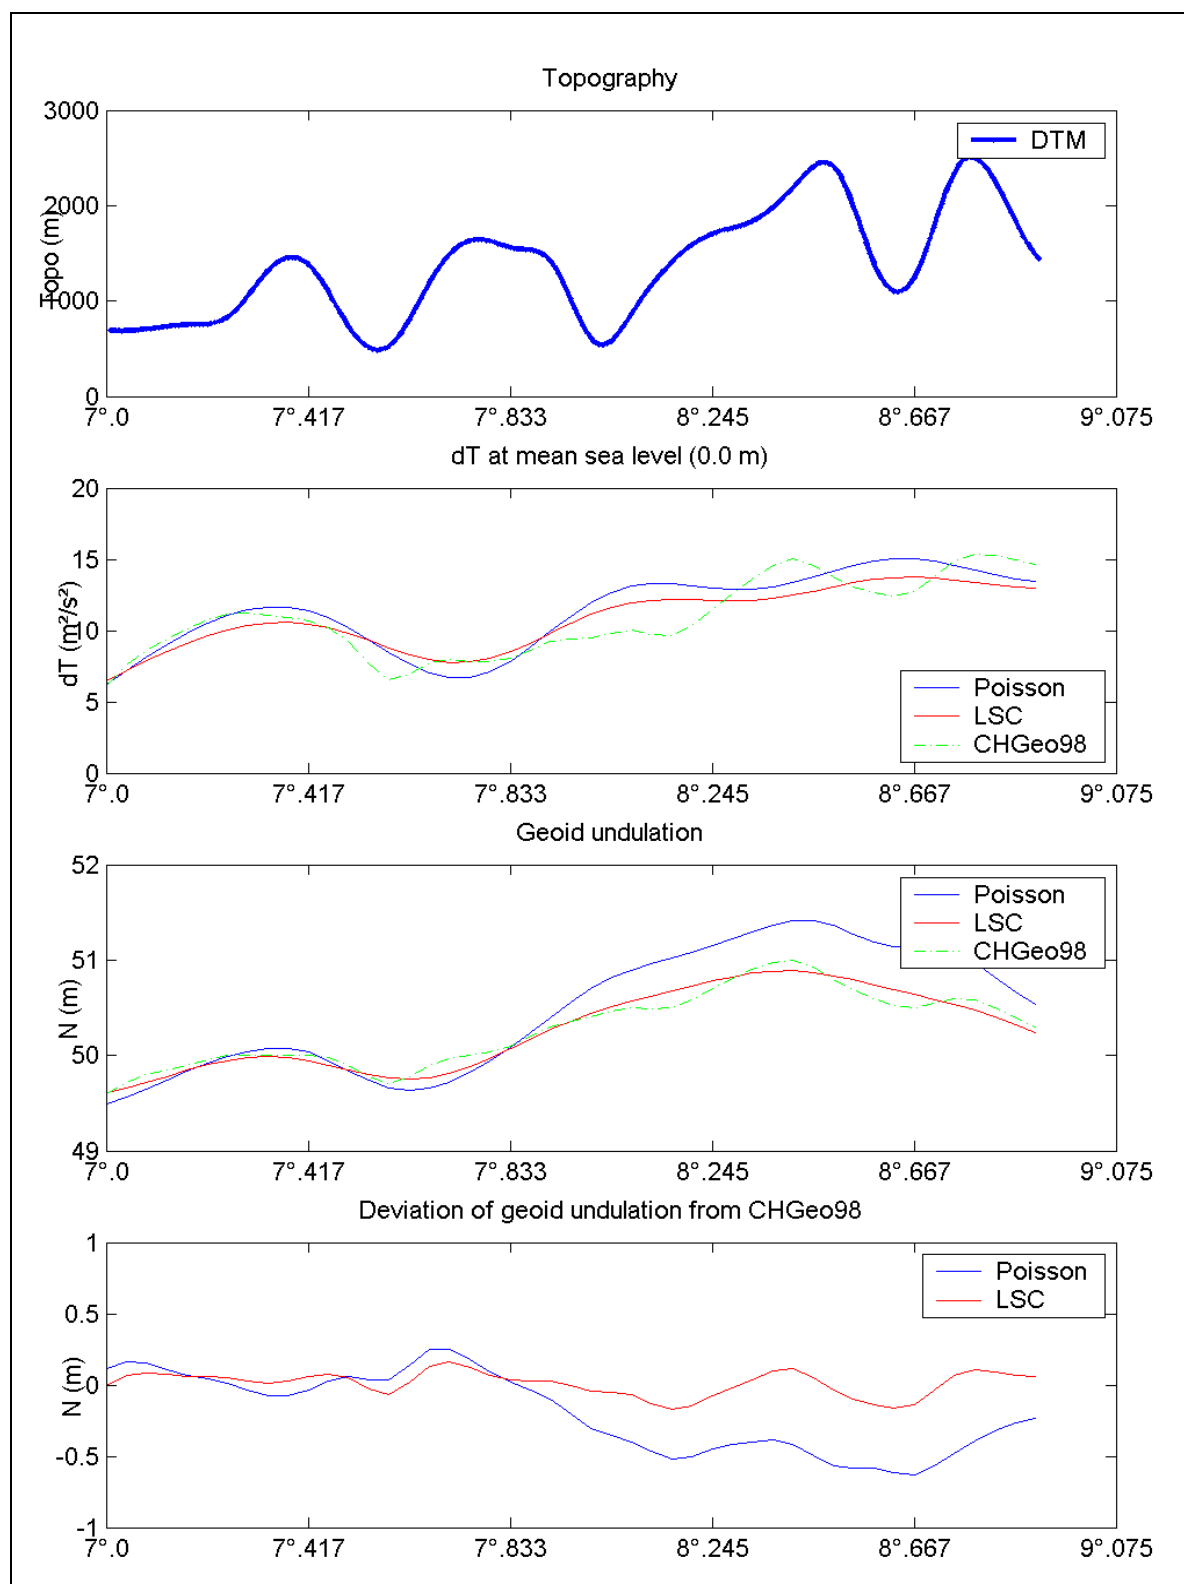 Topography
3000
DTM
2000
Topo (m)
1000
0
7°.0 7°.417 7°.833 8°.245 8°.667 9°.075
dT at mean sea level (0.0 m)
20
15
dT (m²/s²)
10
5
Poisson
LSC
CHGeo98
0
7°.0 7°.417 7°.833 8°.245 8°.667 9°.075
Geoid undulation
52
Poisson
LSC
CHGeo98
51
N (m)
50
49
7°.0 7°.417 7°.833 8°.245 8°.667 9°.075
Deviation of geoid undulation from CHGeo98
1
Poisson
LSC
0.5
N (m)
0
-0.5
-1
7°.0 7°.417 7°.833 8°.245 8°.667 9°.075